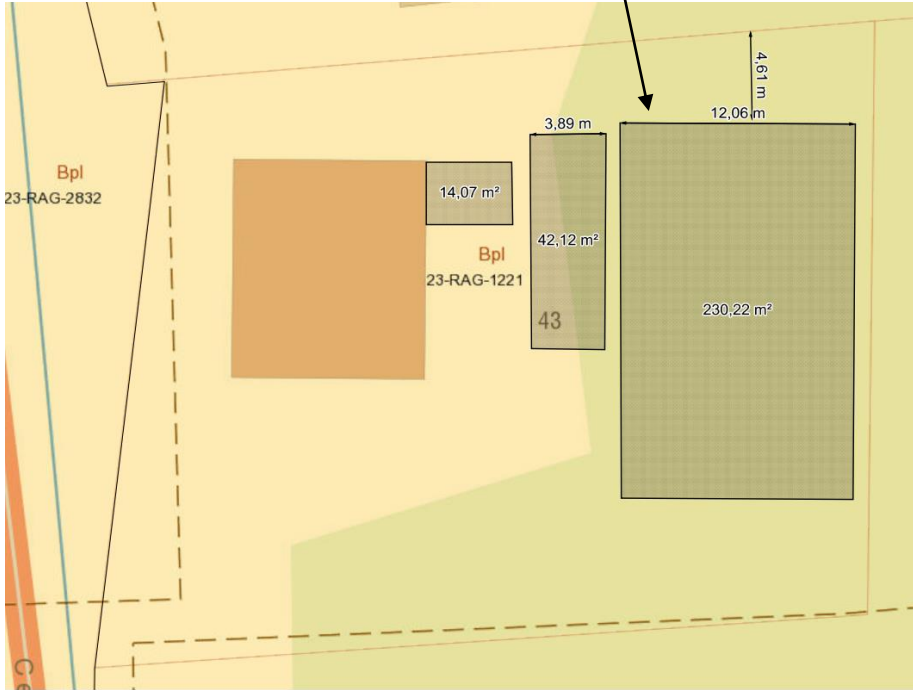 4,61 m
12,06 m
3,89 m
Bpl
23-RAG-2832
14,07 m²
42,12 m²
Bpl
23-RAG-1221
43
230,22 m²
Ce